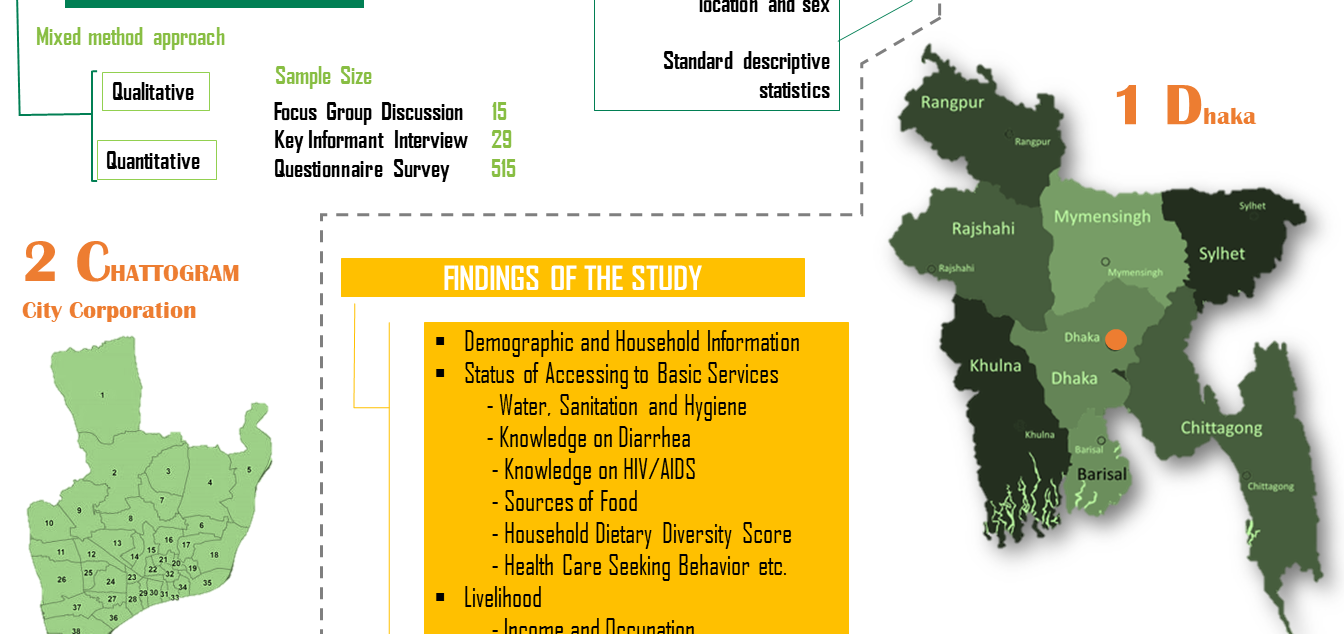 location and sex
Mixed method approach
Standard descriptive
statistics
Sample Size
Qualitative
Focus Group Discussion 15
Key Informant Interview 29
Quantitative
Questionnaire Survey 515
1 Dhaka
Rangpur
Rangpur
Rajshahi
Mymensingh
Sylhet
Sylhet
Rajshahi
Mymensingh
Dhaka
Khulna
Dhaka
Chittagong
Khulna
Barisal
Barisal
Chittagong
2 CHATTOGRAM
City Corporation
1
2
3
4
5
6
7
8
9
10
11
12
13
14
15
16
17
18
19
20
21
22
23
24
25
26
27
28
29
30
31
32
33
34
35
36
37
38
FINDINGS OF THE STUDY
▪ Demographic and Household Information
▪ Status of Accessing to Basic Services
- Water, Sanitation and Hygiene
- Knowledge on Diarrhea
- Knowledge on HIV/AIDS
- Sources of Food
- Household Dietary Diversity Score
- Health Care Seeking Behavior etc.
▪ Livelihood
- Income and Occupation